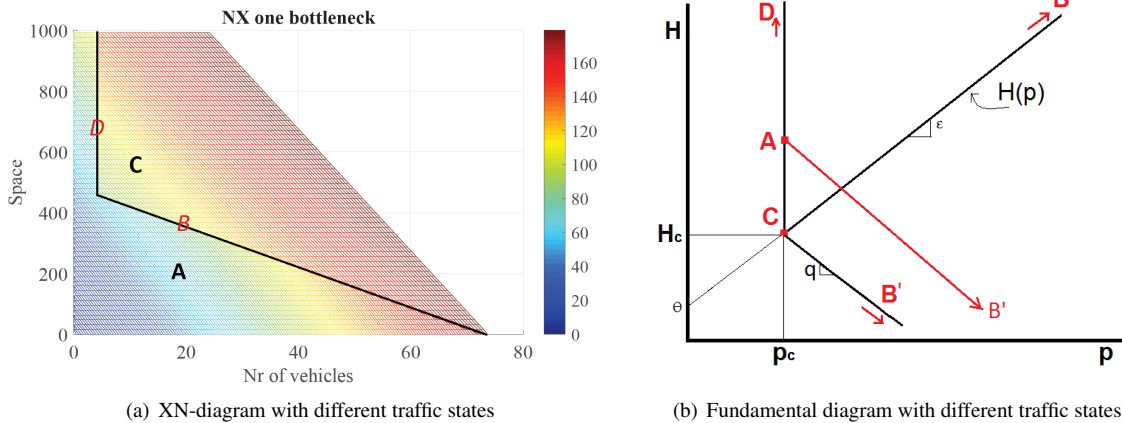 NX one bottleneck
1000
800
600
400
200
0
Space
0
20
40
60
80
Nr of vehicles
D
C
B
A
160
140
120
100
80
60
40
20
0
(a) XN-diagram with different traffic states
H
D
B
H(p)
ε
A
C
Hc
q
B'
B'
θ
pc
p
(b) Fundamental diagram with different traffic states